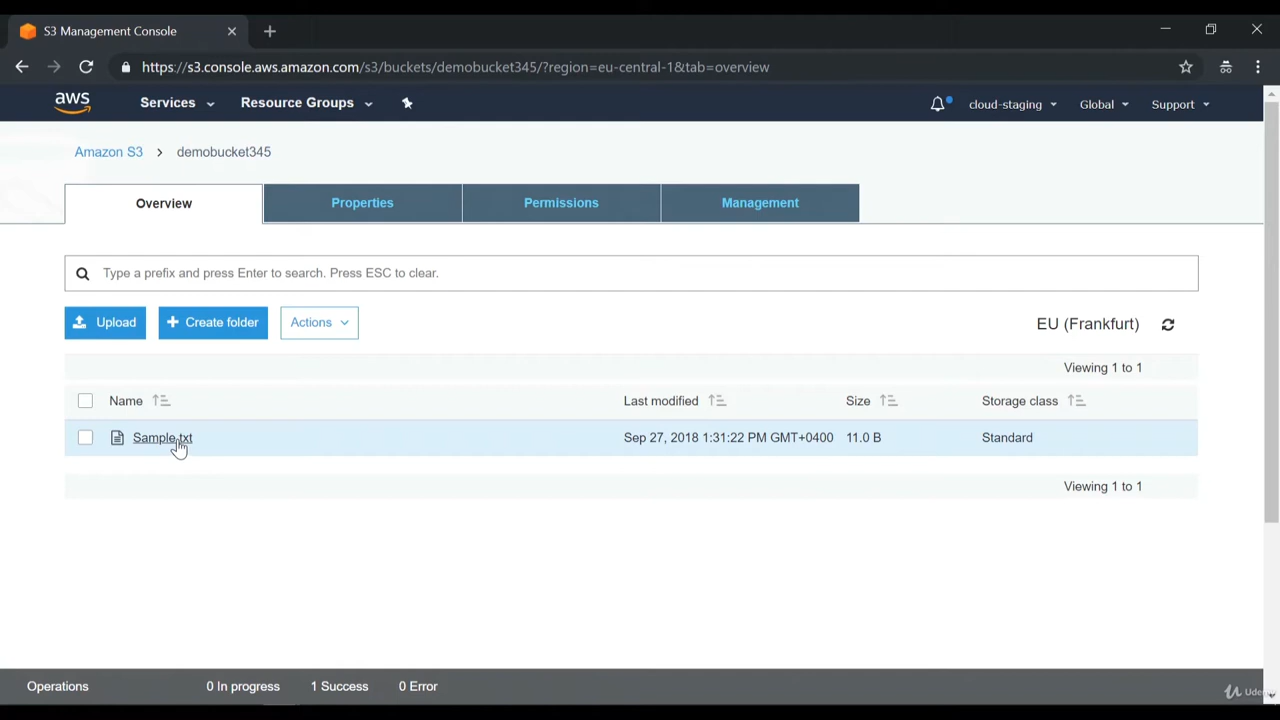 S3 Management Console
https://s3.console.aws.amazon.com/s3/buckets/demobucket345/?region=eu-central-1&tab=overview
aws Services Resource Groups cloud-staging Global Support
Amazon S3 > demobucket345
Overview Properties Permissions Management
Type a prefix and press Enter to search. Press ESC to clear.
Upload + Create folder Actions EU (Frankfurt)
Viewing 1 to 1
Name Last modified Size Storage class
Sample.txt Sep 27, 2018 1:31:22 PM GMT+0400 11.0 B Standard
Viewing 1 to 1
Operations 0 In progress 1 Success 0 Error